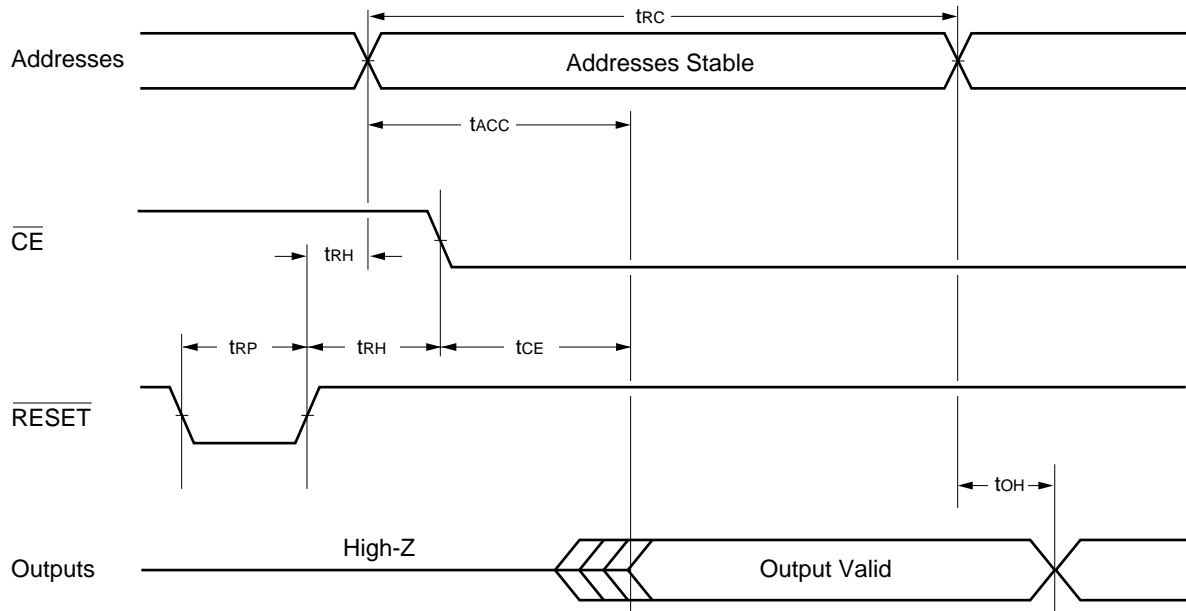 tRC
Addresses
Addresses Stable
tACC
CE
tRH
tRP
tRH
tCE
RESET
tOH
High-Z
Outputs
Output Valid